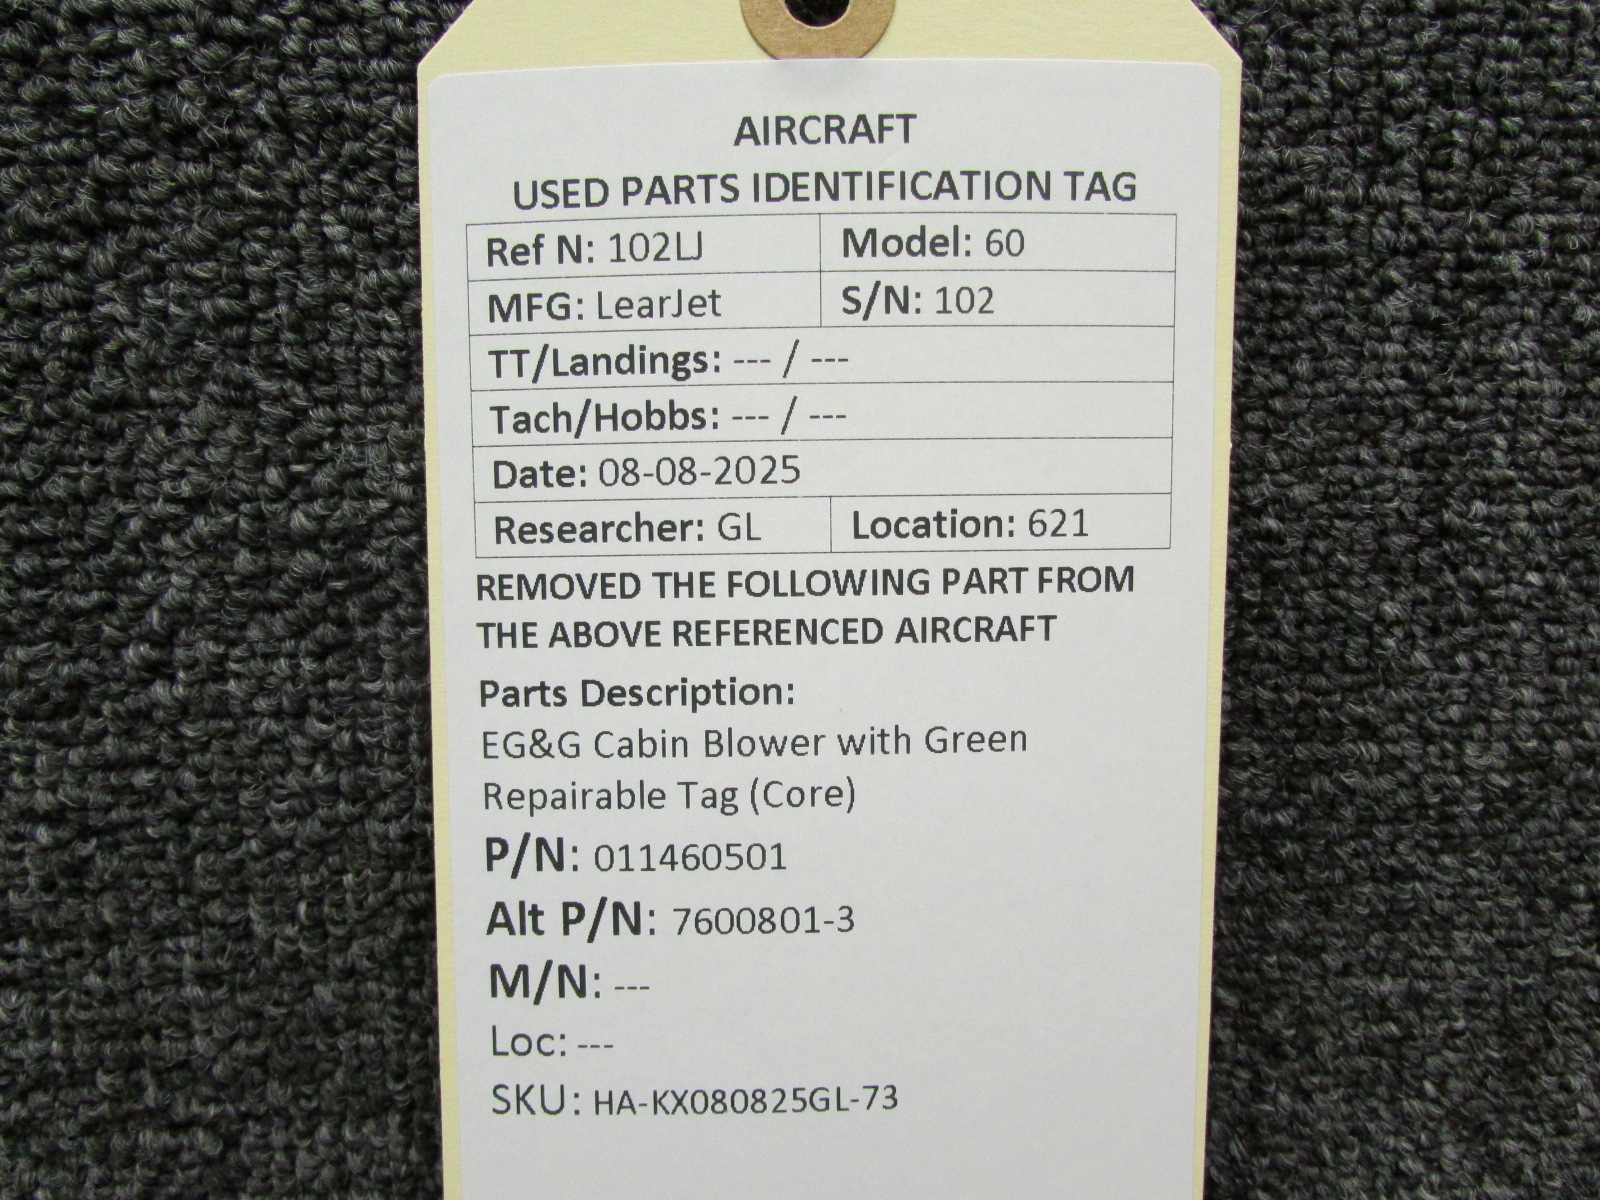 AIRCRAFT
USED PARTS IDENTIFICATION TAG
Ref N: 102LJ Model: 60
MFG: LearJet S/N: 102
TT/Landings: --- / ---
Tach/Hobbs: --- / ---
Date: 08-08-2025
Researcher: GL Location: 621
REMOVED THE FOLLOWING PART FROM
THE ABOVE REFERENCED AIRCRAFT
Parts Description:
EG&G Cabin Blower with Green
Repairable Tag (Core)
P/N: 011460501
Alt P/N: 7600801-3
M/N: ---
Loc: ---
SKU: HA-KX080825GL-73